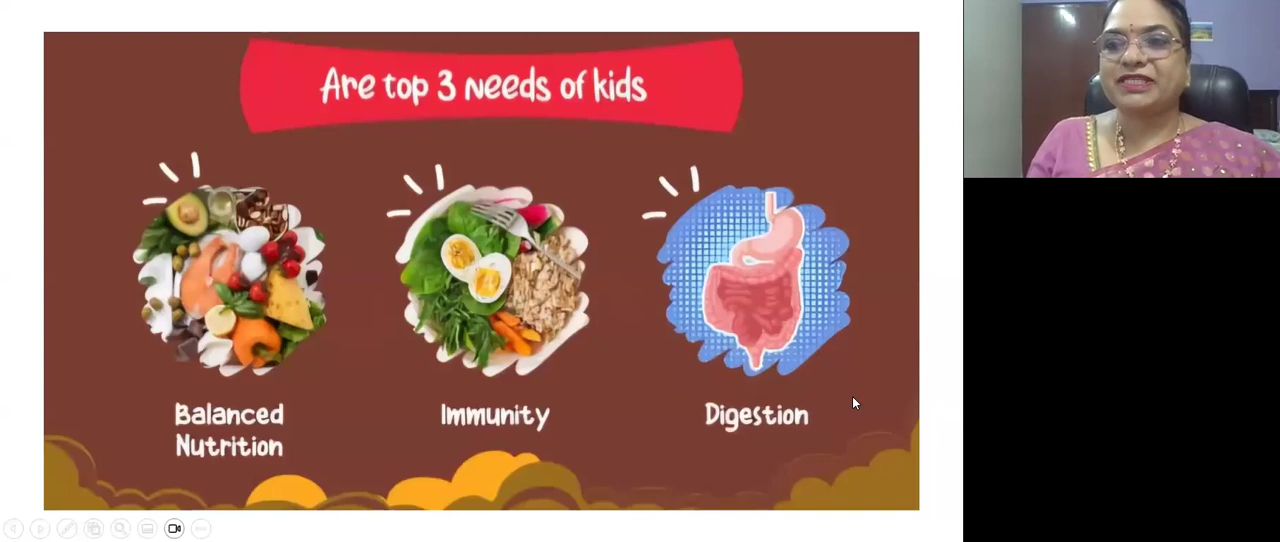 Are top 3 needs of kids
Balanced
Nutrition
Immunity
Digestion